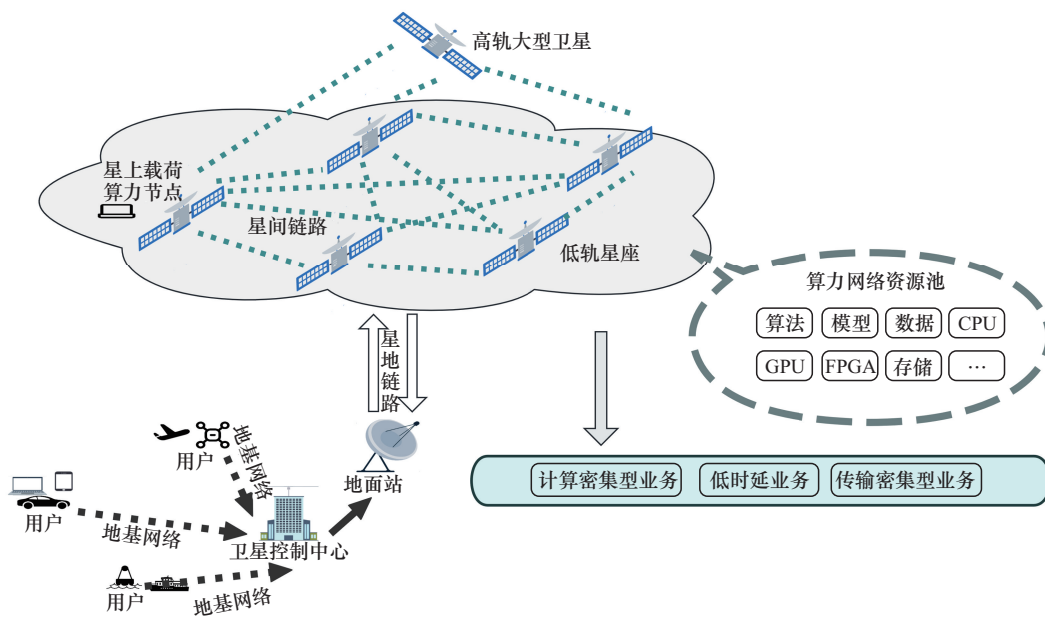 高轨大型卫星
星上载荷
算力节点
星间链路
低轨星座
算力网络资源池
算法
模型
数据
CPU
GPU
FPGA
存储
…
星地链路
用户
地基网络
地面站
用户
地基网络
卫星控制中心
用户
地基网络
计算密集型业务
低时延业务
传输密集型业务